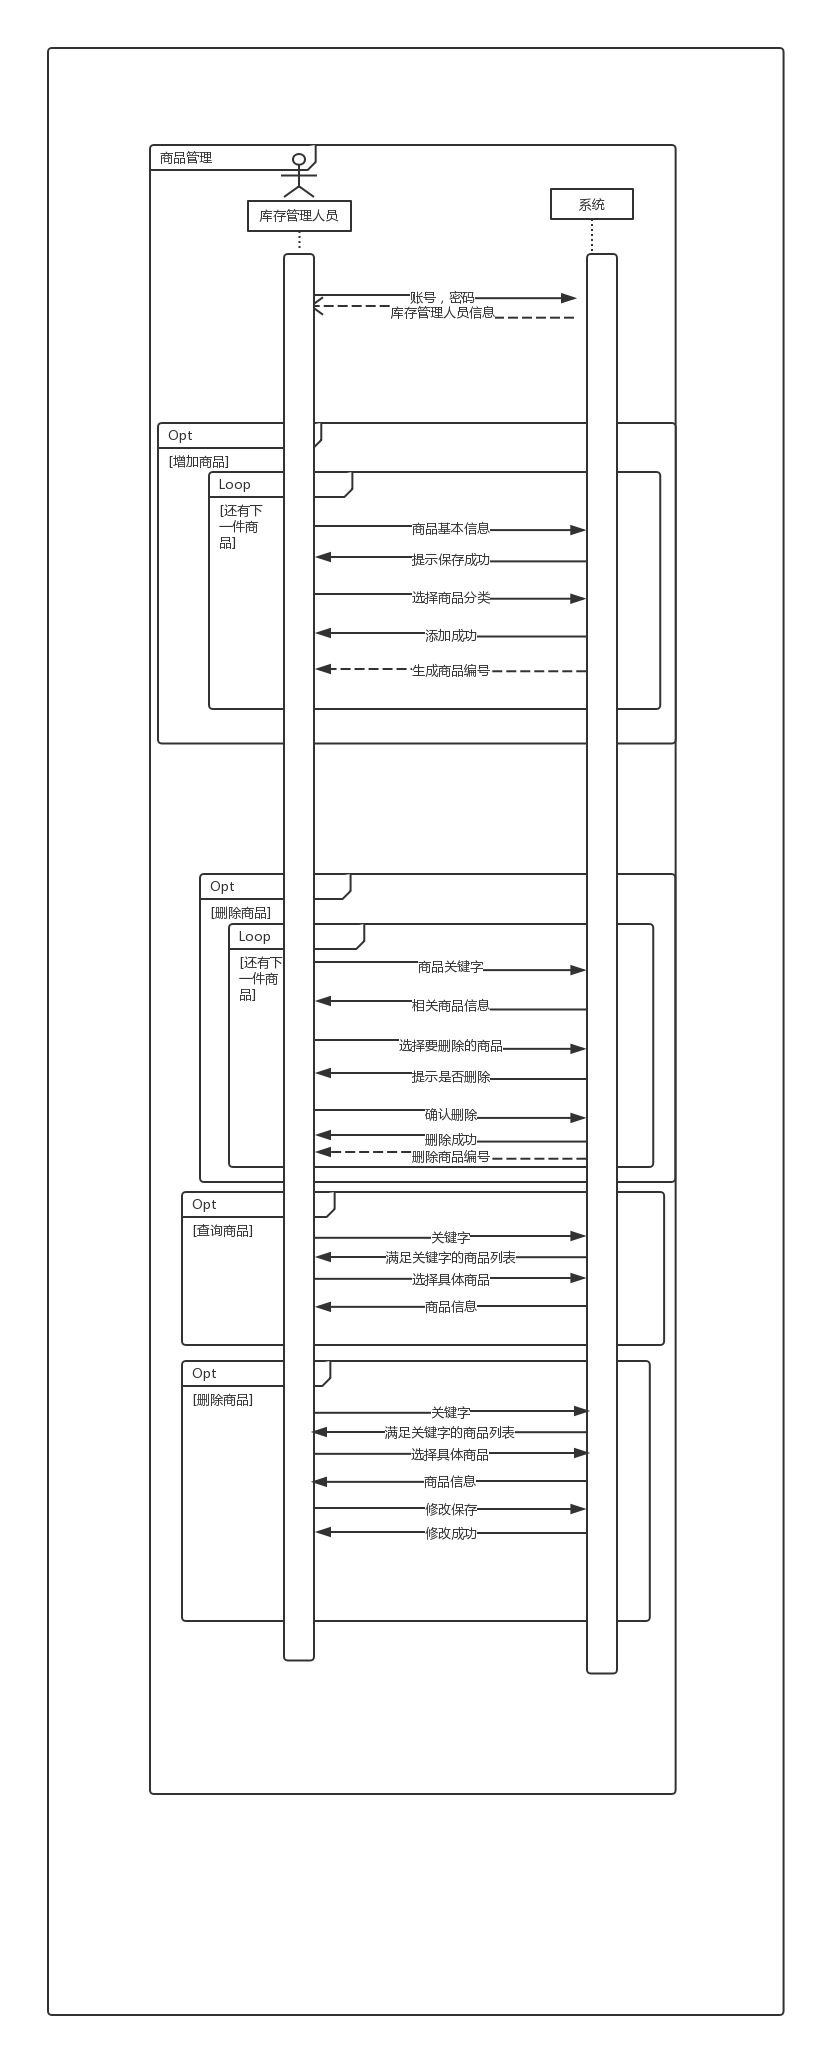 商品管理
库存管理人员
系统
账号，密码
库存管理人员信息
Opt
[增加商品]
Loop
[还有下
一件商
品]
商品基本信息
提示保存成功
选择商品分类
添加成功
生成商品编号
Opt
[删除商品]
Loop
[还有下
一件商
品]
商品关键字
相关商品信息
选择要删除的商品
提示是否删除
确认删除
删除成功
删除商品编号
Opt
[查询商品]
关键字
满足关键字的商品列表
选择具体商品
商品信息
Opt
[删除商品]
关键字
满足关键字的商品列表
选择具体商品
商品信息
修改保存
修改成功